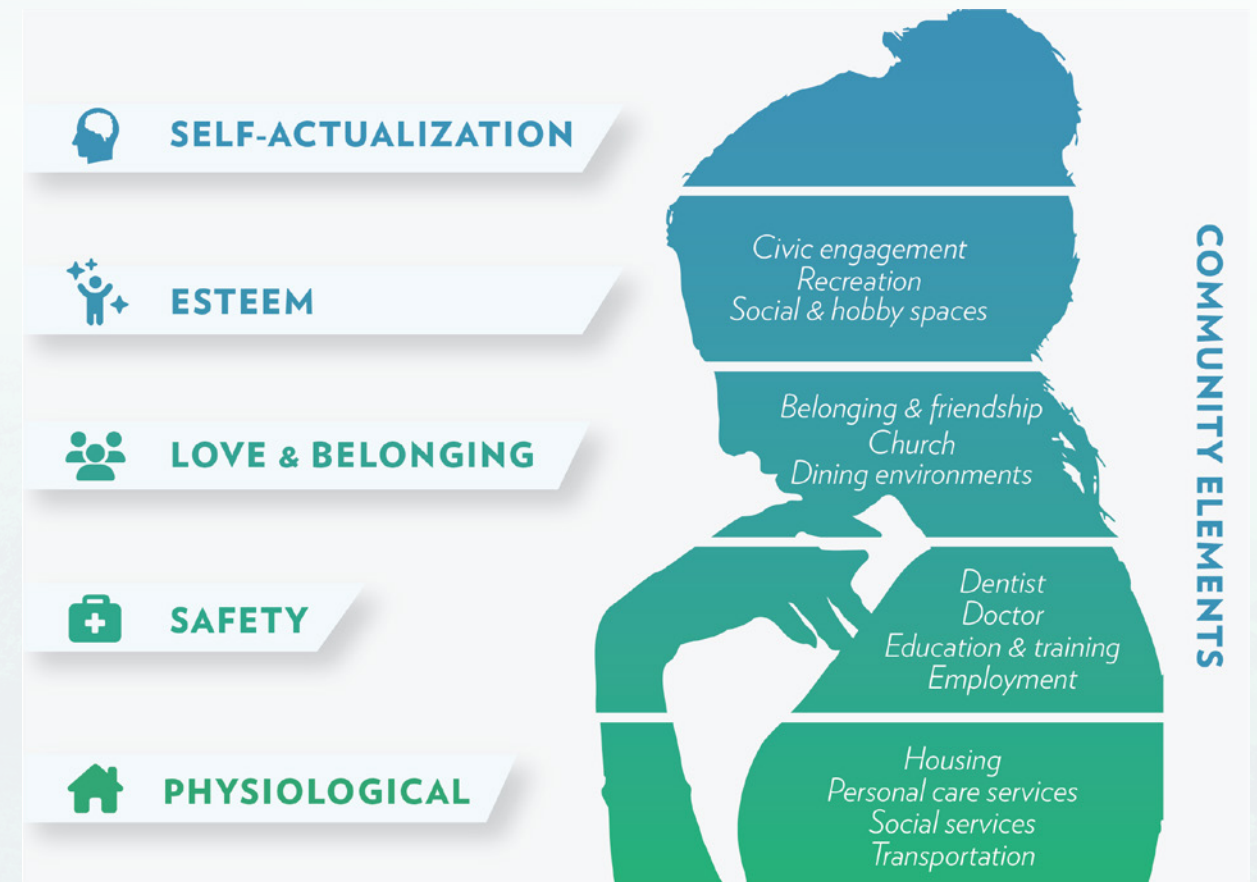 SELF-ACTUALIZATION
ESTEEM
Civic engagement
Recreation
Social & hobby spaces
LOVE & BELONGING
Belonging & friendship
Church
Dining environments
SAFETY
Dentist
Doctor
Education & training
Employment
PHYSIOLOGICAL
Housing
Personal care services
Social services
Transportation
COMMUNITY ELEMENTS